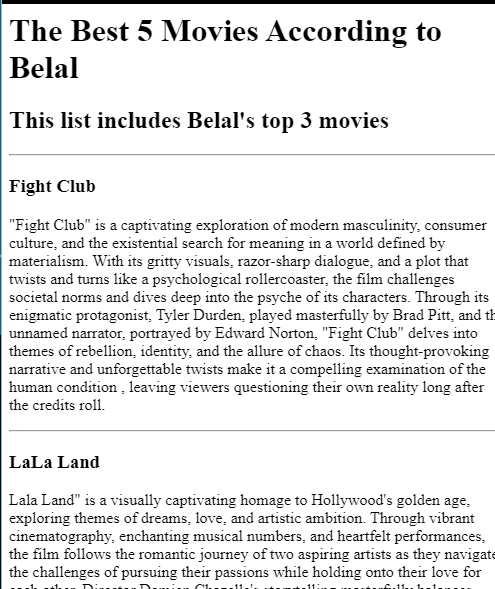 The Best 5 Movies According to
Belal
This list includes Belal's top 3 movies
Fight Club
"Fight Club" is a captivating exploration of modern masculinity, consumer
culture, and the existential search for meaning in a world defined by
materialism. With its gritty visuals, razor-sharp dialogue, and a plot that
twists and turns like a psychological rollercoaster, the film challenges
societal norms and dives deep into the psyche of its characters. Through its
enigmatic protagonist, Tyler Durden, played masterfully by Brad Pitt, and th
unnamed narrator, portrayed by Edward Norton, "Fight Club" delves into
themes of rebellion, identity, and the allure of chaos. Its thought-provoking
narrative and unforgettable twists make it a compelling examination of the
human condition , leaving viewers questioning their own reality long after
the credits roll.
LaLa Land
Lala Land" is a visually captivating homage to Hollywood's golden age,
exploring themes of dreams, love, and artistic ambition. Through vibrant
cinematography, enchanting musical numbers, and heartfelt performances,
the film follows the romantic journey of two aspiring artists as they navigate
the challenges of pursuing their passions while holding onto their love for
each other. Director Damien Chazelle's storytelling masterfully balances